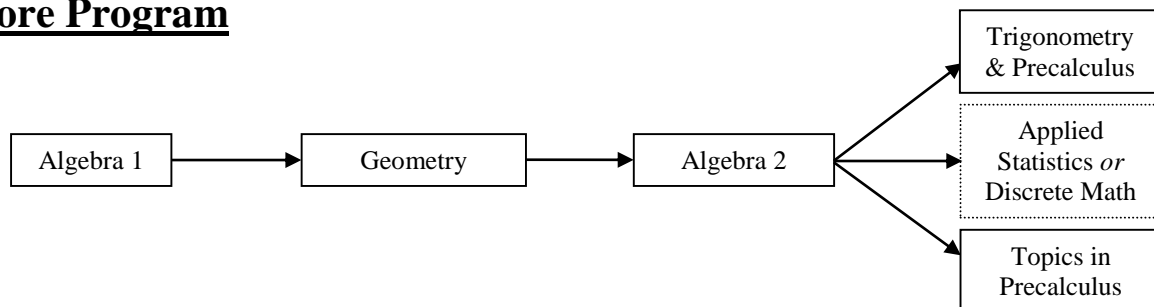 ore Program
Algebra 1
Geometry
Algebra 2
Trigonometry
& Precalculus
Applied
Statistics or
Discrete Math
Topics in
Precalculus